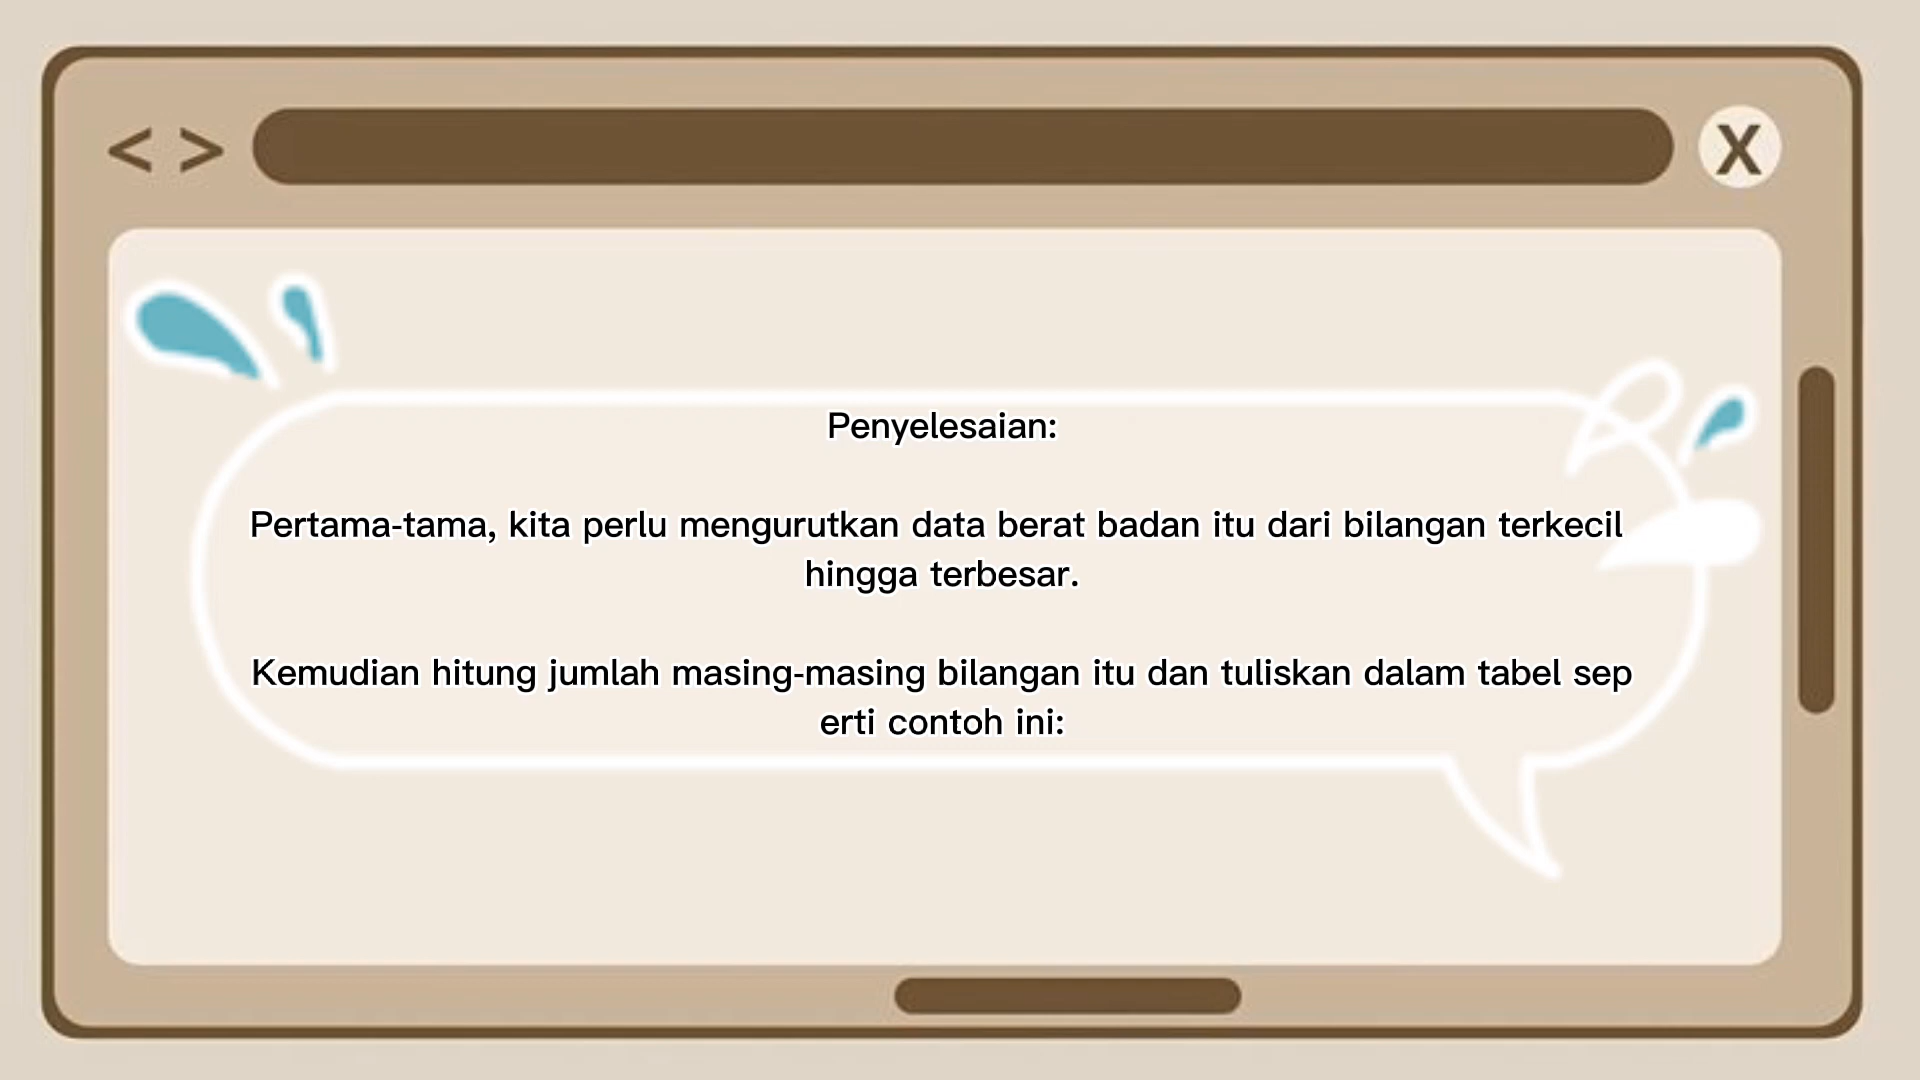 < >
X
Penyelesaian:
Pertama-tama, kita perlu mengurutkan data berat badan itu dari bilangan terkecil
hingga terbesar.
Kemudian hitung jumlah masing-masing bilangan itu dan tuliskan dalam tabel sep
erti contoh ini: